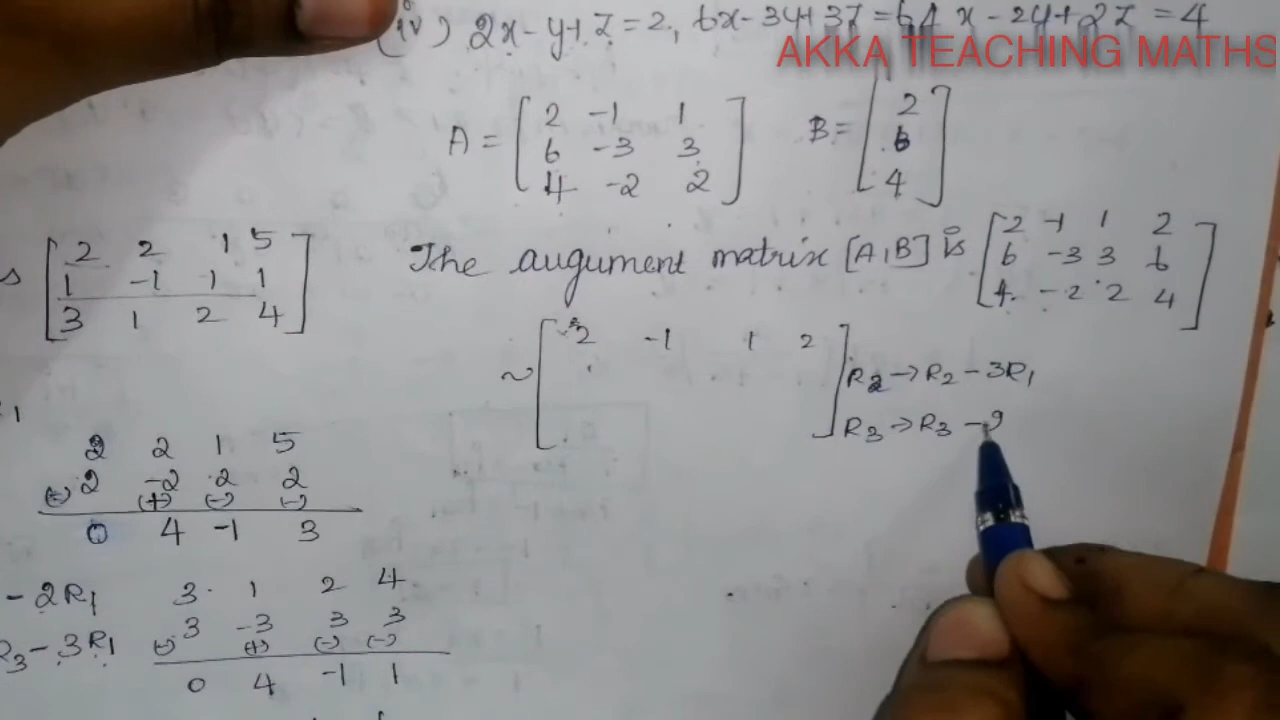 (iv) 2x - y + z = 2, 6x - 3y + 3z = 6, 4x - 2y + 2z = 4
AKKA TEACHING MATHS
A = [ 2 -1 1
6 -3 3
4 -2 2 ]
B = [ 2
6
4 ]
The augument matrix [A,B] is [ 2 -1 1 2
6 -3 3 6
4 -2 2 4 ]
~ [ 2 -1 1 2 ]
R2 → R2 - 3R1
R3 → R3 - 2
[ 2 2 1 5
1 -1 1 1
3 1 2 4 ]
2 2 1 5
(-) 2 -2 (+) 2 (-) 2 (-)
0 4 -1 3
- 2R1
R3 - 3R1
3 1 2 4
(-) 3 -3 (+) 3 (-) 3 (-)
0 4 -1 1